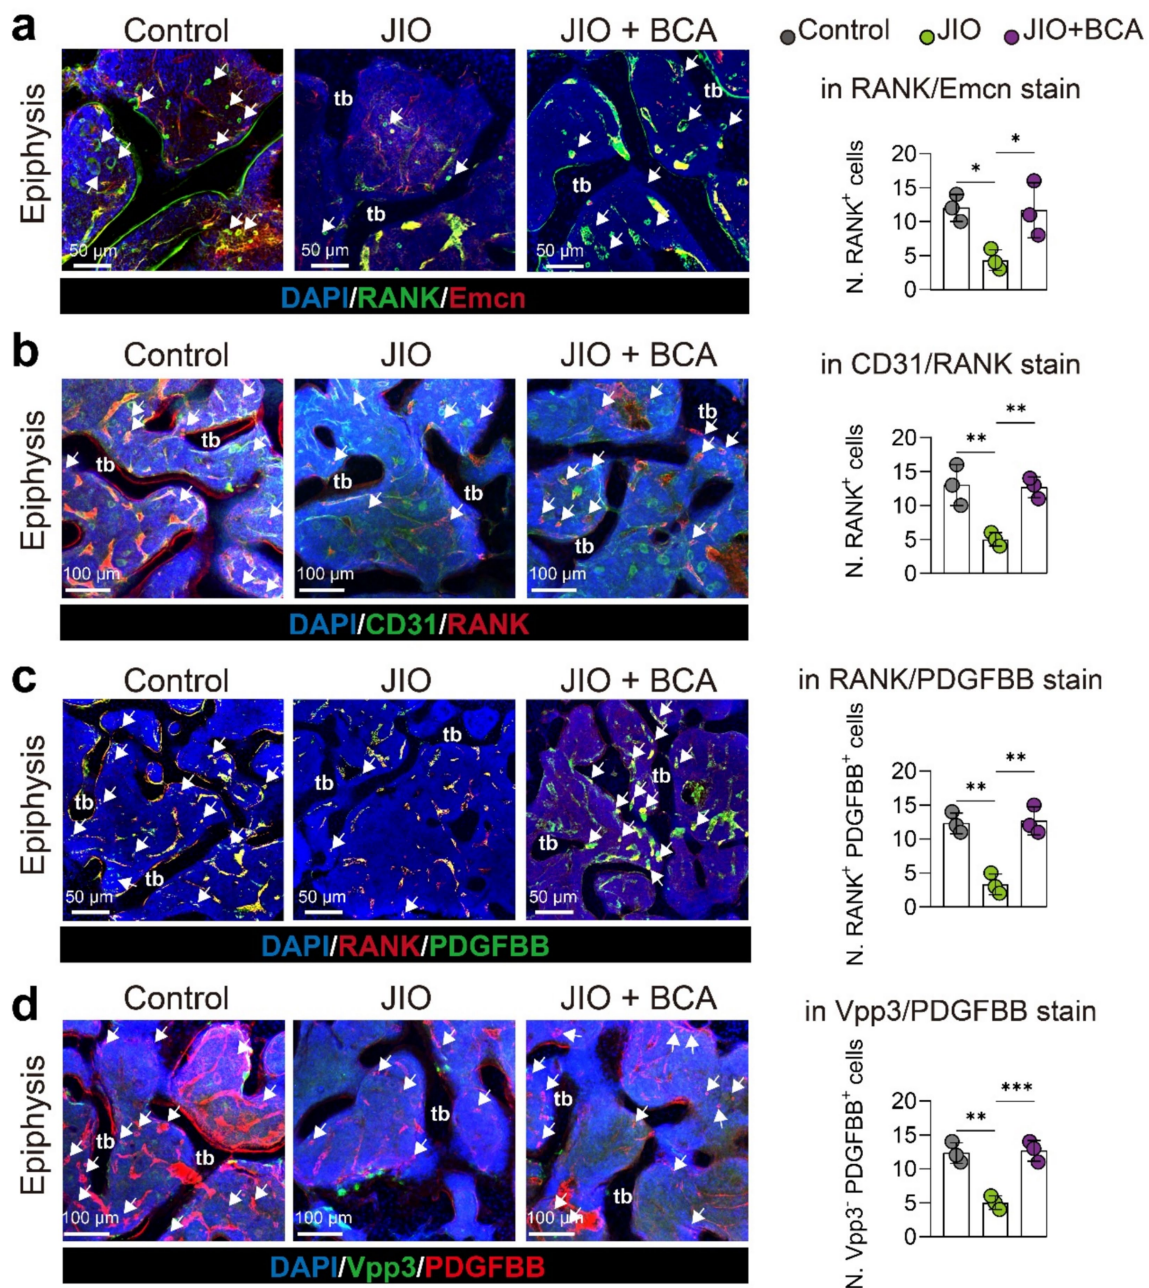 a
Control
JIO
JIO + BCA
Control JIO JIO+BCA
Epiphysis
tb
tb
tb
tb
50 µm
50 µm
50 µm
DAPI/RANK/Emcn
in RANK/Emcn stain
N. RANK+ cells
20
15
10
5
0
*
*
b
Control
JIO
JIO + BCA
Epiphysis
tb
tb
tb
tb
tb
tb
100 µm
100 µm
100 µm
DAPI/CD31/RANK
in CD31/RANK stain
N. RANK+ cells
20
15
10
5
0
**
**
c
Control
JIO
JIO + BCA
Epiphysis
tb
tb
tb
tb
tb
tb
50 µm
50 µm
50 µm
DAPI/RANK/PDGFBB
in RANK/PDGFBB stain
N. RANK+ PDGFBB+ cells
20
15
10
5
0
**
**
d
Control
JIO
JIO + BCA
Epiphysis
tb
tb
tb
tb
tb
100 µm
100 µm
100 µm
DAPI/Vpp3/PDGFBB
in Vpp3/PDGFBB stain
N. Vpp3- PDGFBB+ cells
20
15
10
5
0
**
***